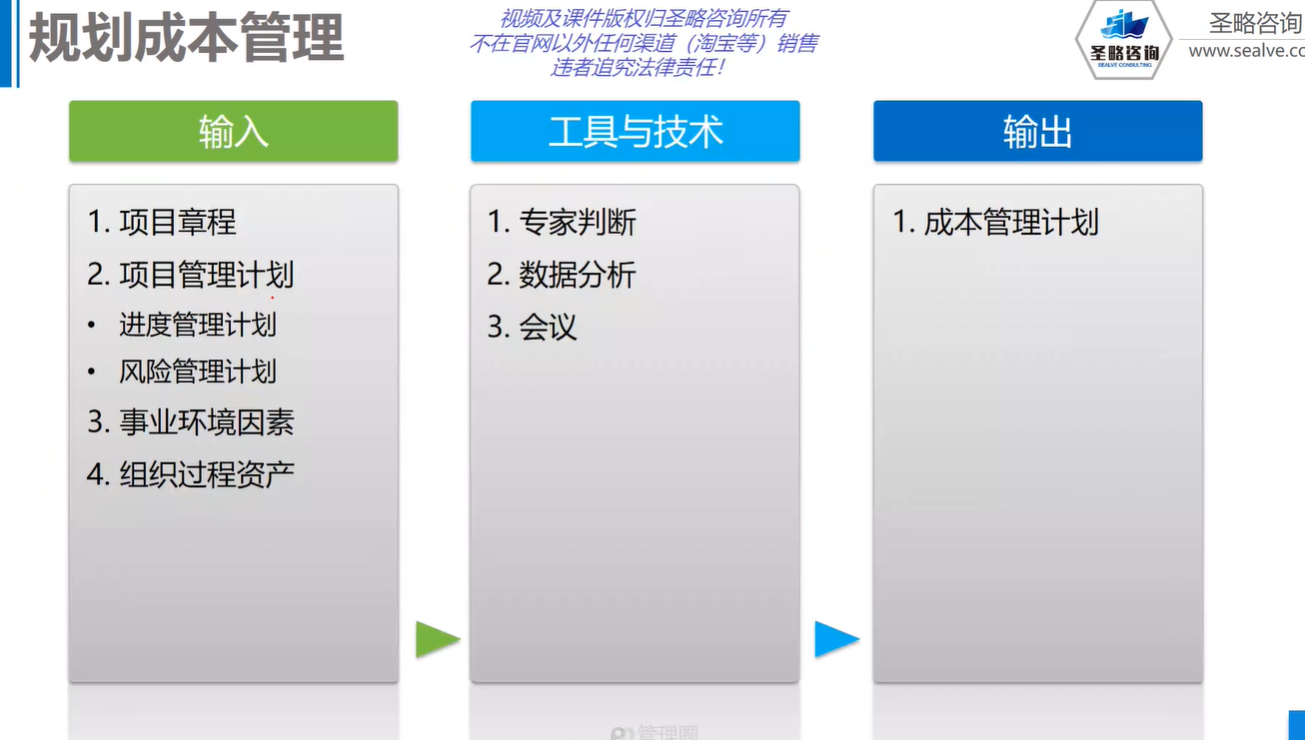 规划成本管理
视频及课件版权归圣略咨询所有
不在官网以外任何渠道（淘宝等）销售
违者追究法律责任！
圣略咨询
SEALVE CONSULTING
圣略咨询
www.sealve.co
输入
1. 项目章程
2. 项目管理计划
• 进度管理计划
• 风险管理计划
3. 事业环境因素
4. 组织过程资产
工具与技术
1. 专家判断
2. 数据分析
3. 会议
输出
1. 成本管理计划
管理圈